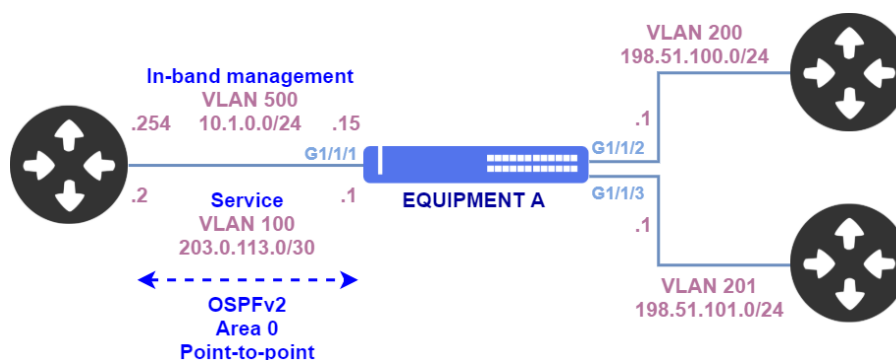 In-band management
VLAN 500
.254 10.1.0.0/24 .15
G1/1/1
.2 Service .1
VLAN 100
203.0.113.0/30
OSPFv2
Area 0
Point-to-point
EQUIPMENT A
VLAN 200
198.51.100.0/24
.1
G1/1/2
G1/1/3
.1
VLAN 201
198.51.101.0/24